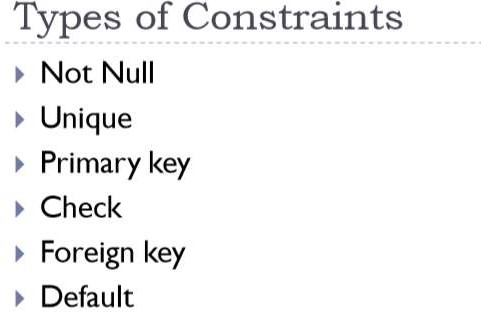 Types of Constraints
Not Null
Unique
Primary key
Check
Foreign key
Default